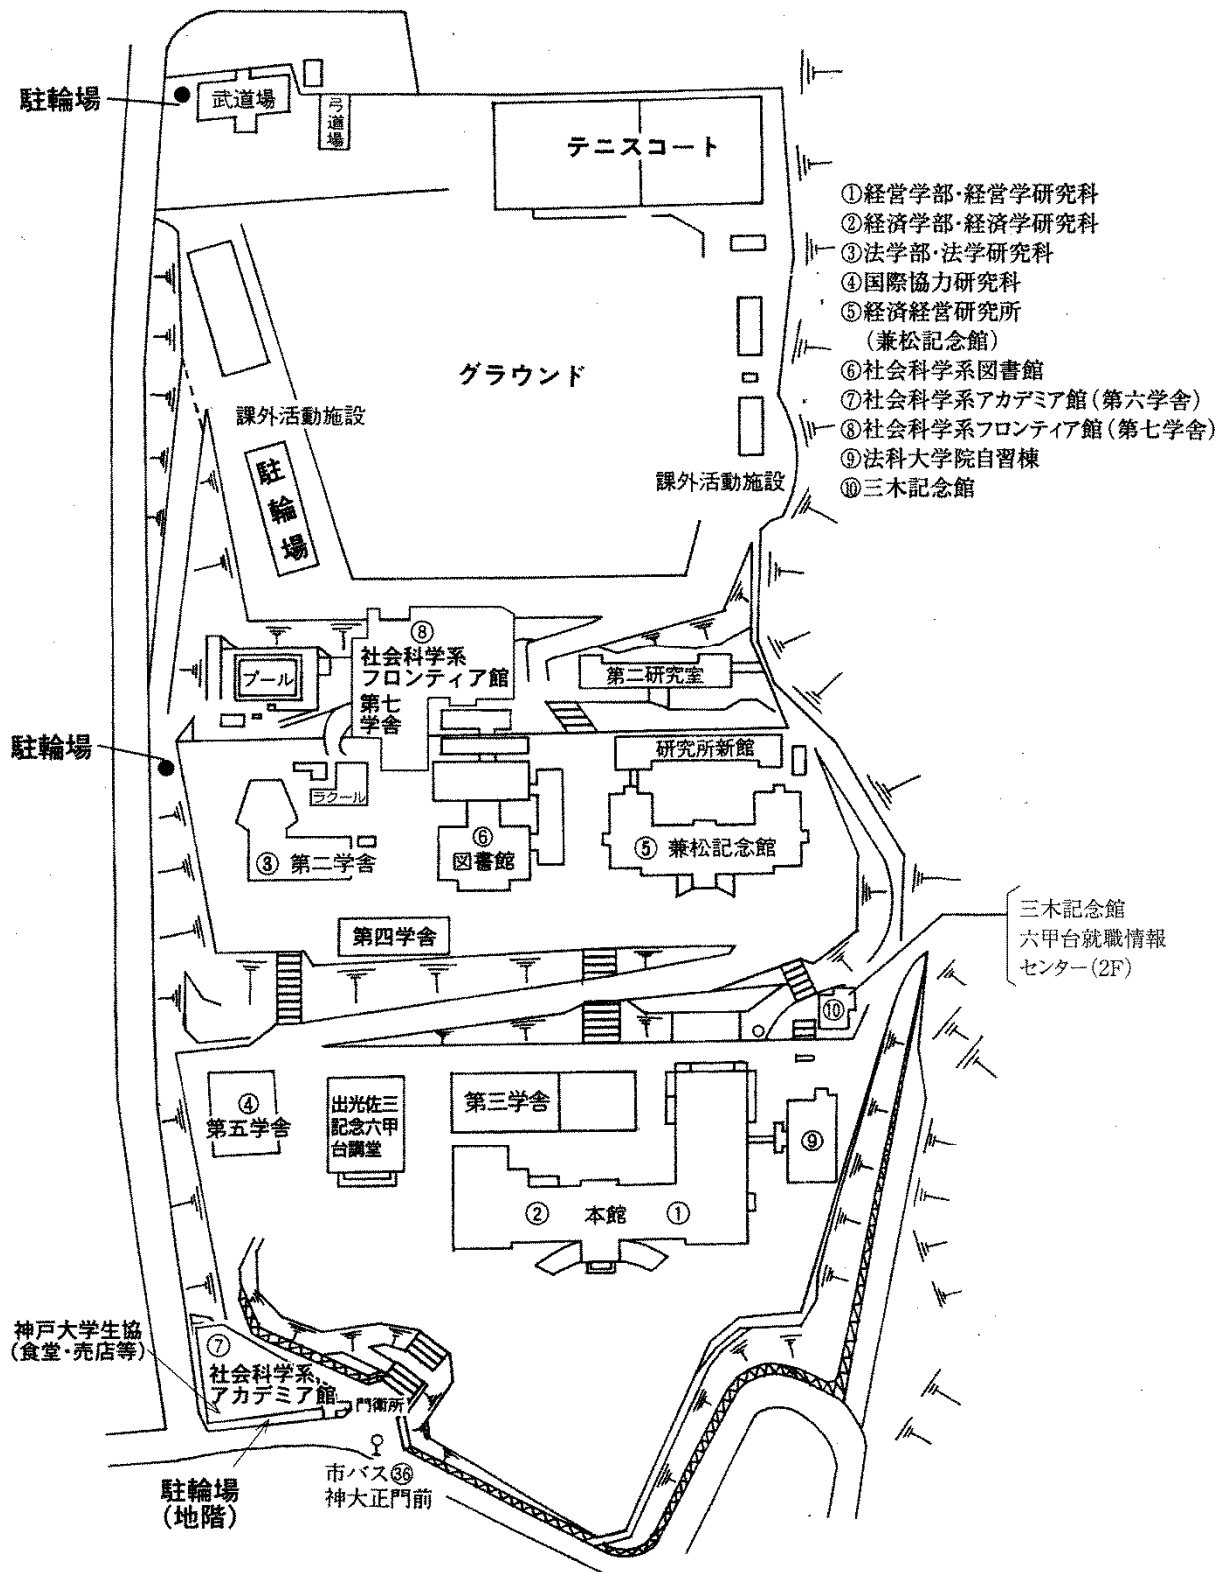 駐輪場
武道場
弓道場
テニスコート
①経営学部・経営学研究科
②経済学部・経済学研究科
③法学部・法学研究科
④国際協力研究科
⑤経済経営研究所
(兼松記念館)
⑥社会科学系図書館
⑦社会科学系アカデミア館(第六学舎)
⑧社会科学系フロンティア館(第七学舎)
⑨法科大学院自習棟
⑩三木記念館
グラウンド
課外活動施設
駐輪場
課外活動施設
⑧
社会科学系
フロンティア館
第七
学舎
プール
第二研究室
駐輪場
研究所新館
ラクール
③ 第二学舎
⑥
図書館
⑤ 兼松記念館
第四学舎
三木記念館
六甲台就職情報
センター(2F)
⑩
④
第五学舎
出光佐三
記念六甲
台講堂
第三学舎
⑨
② 本館 ①
神戸大学生協
(食堂・売店等)
⑦
社会科学系
アカデミア館
門衛所
市バス㊱
神大正門前
駐輪場
(地階)